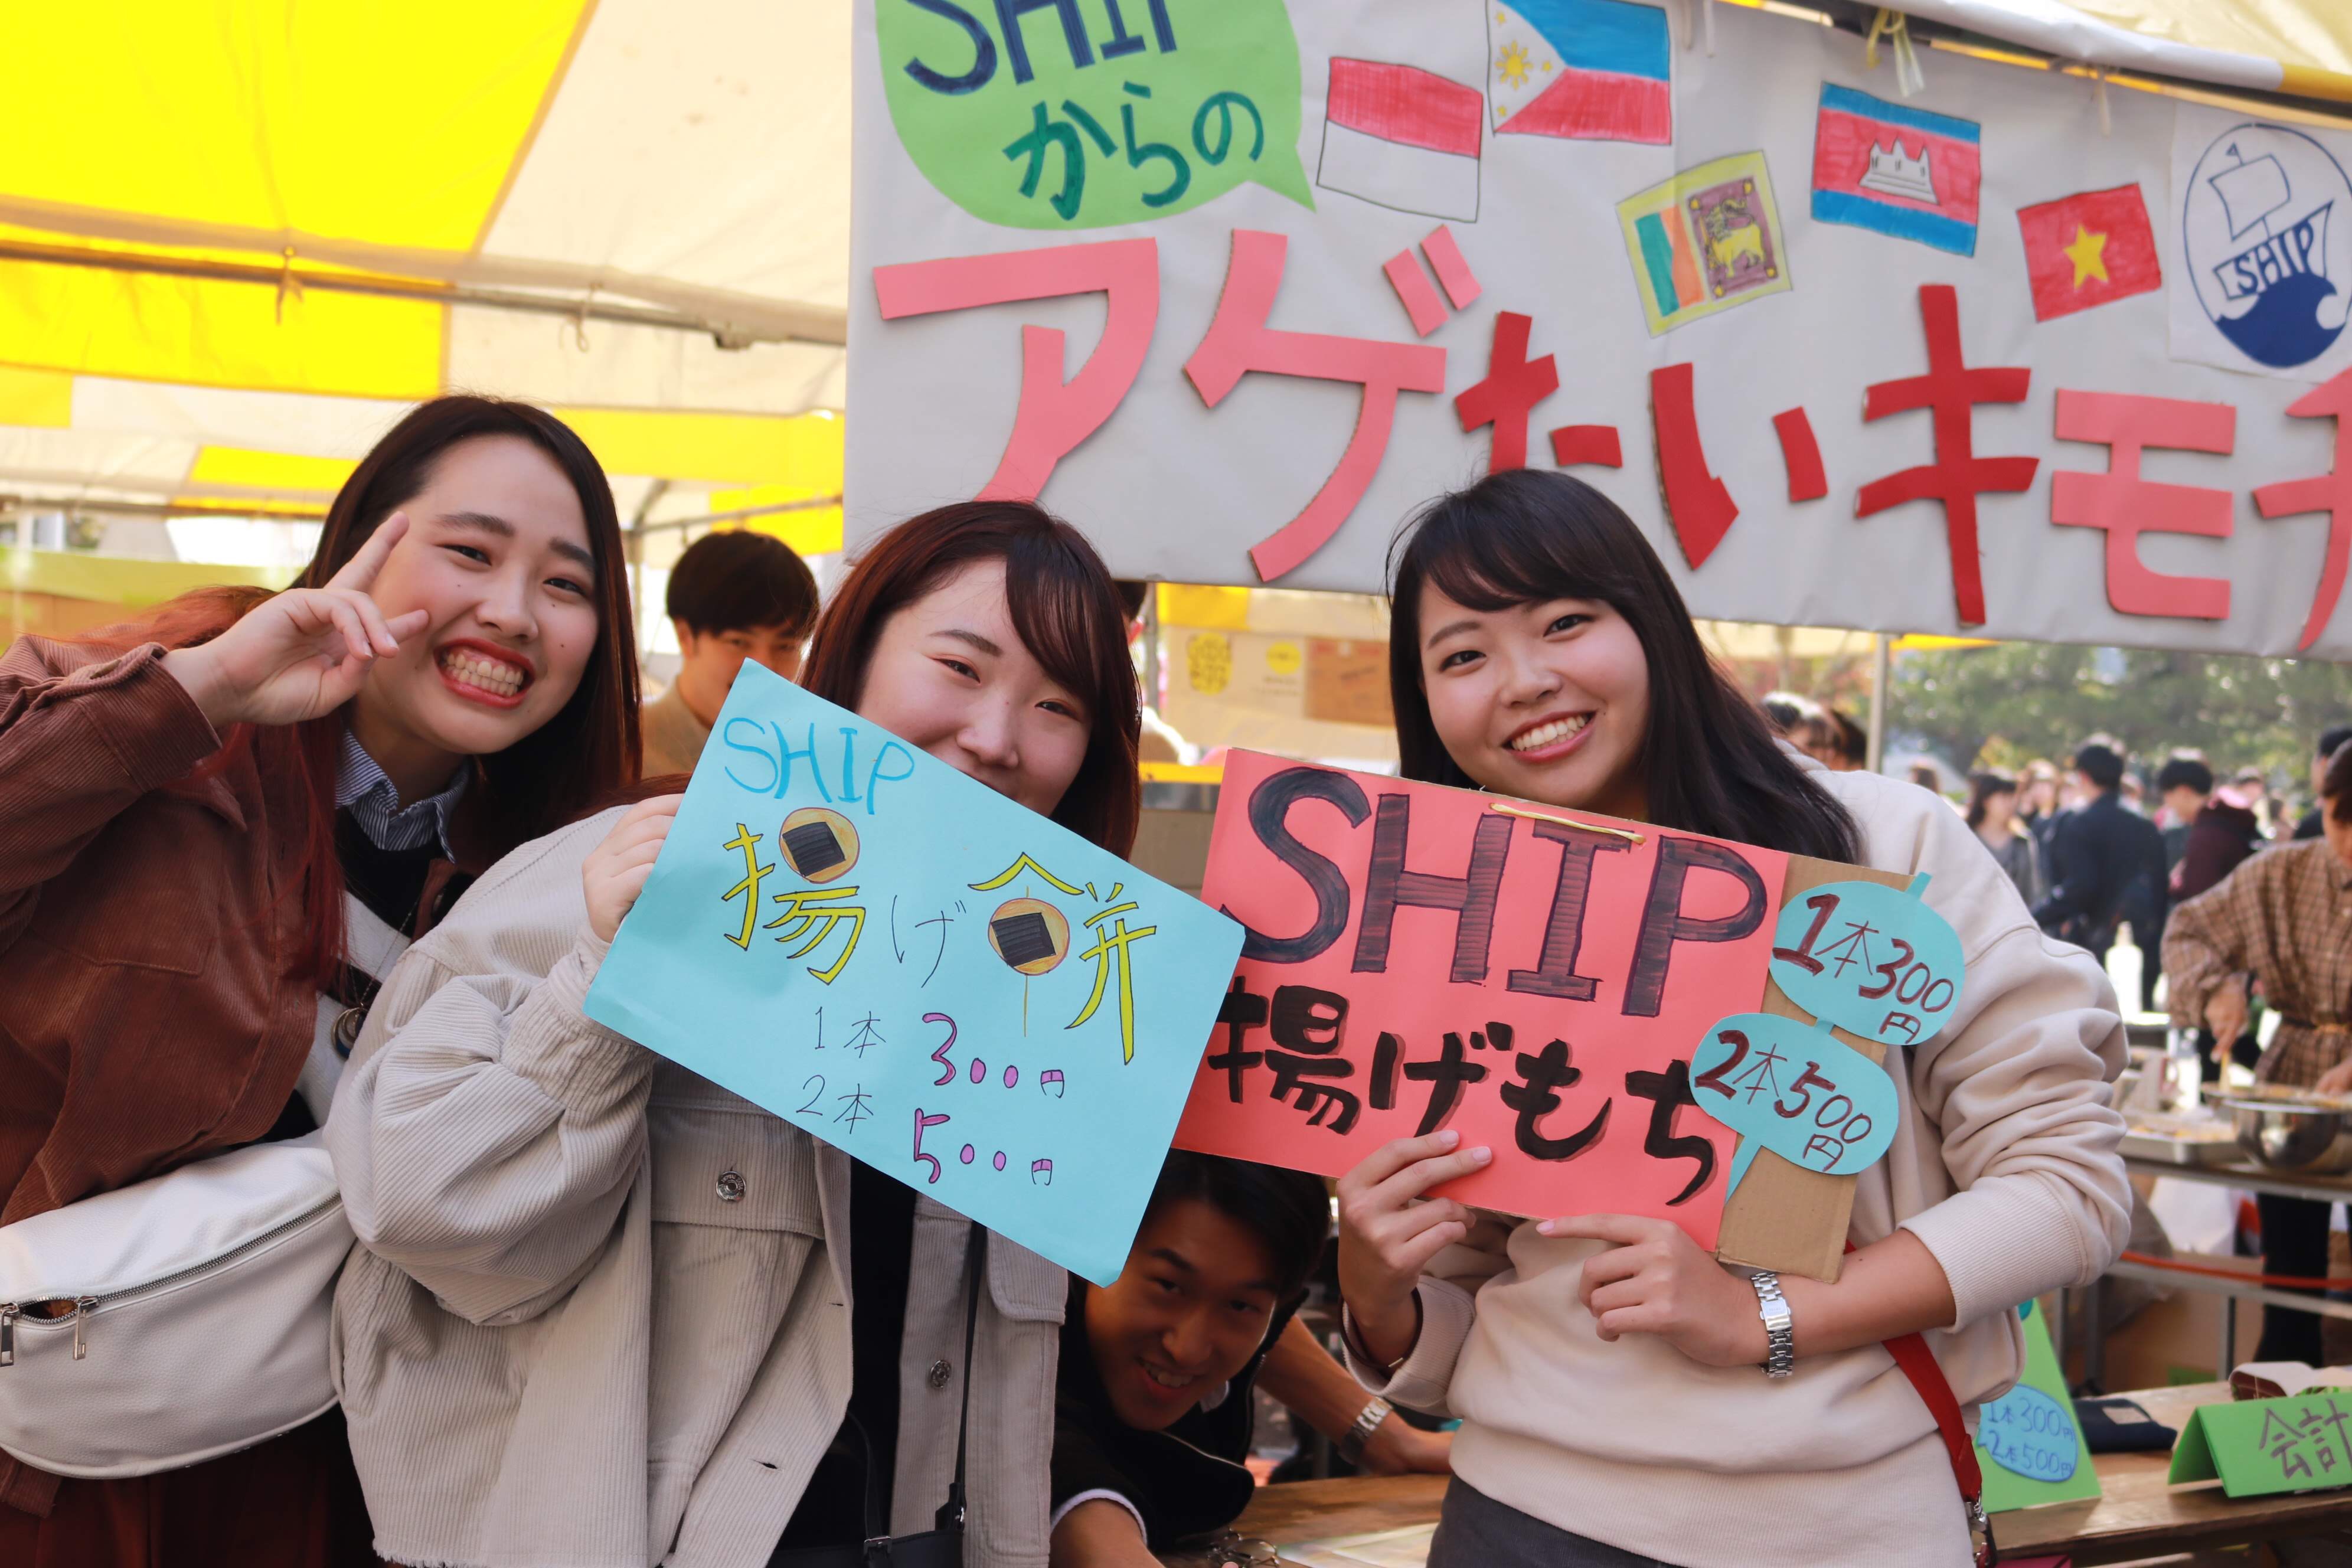 SHIP
からの
アゲたいキモチ
SHIP
SHIP
揚げ餅
1本 300円
2本 500円
SHIP
揚げもち
1本300円
2本500円
1本300円
2本500円
会計